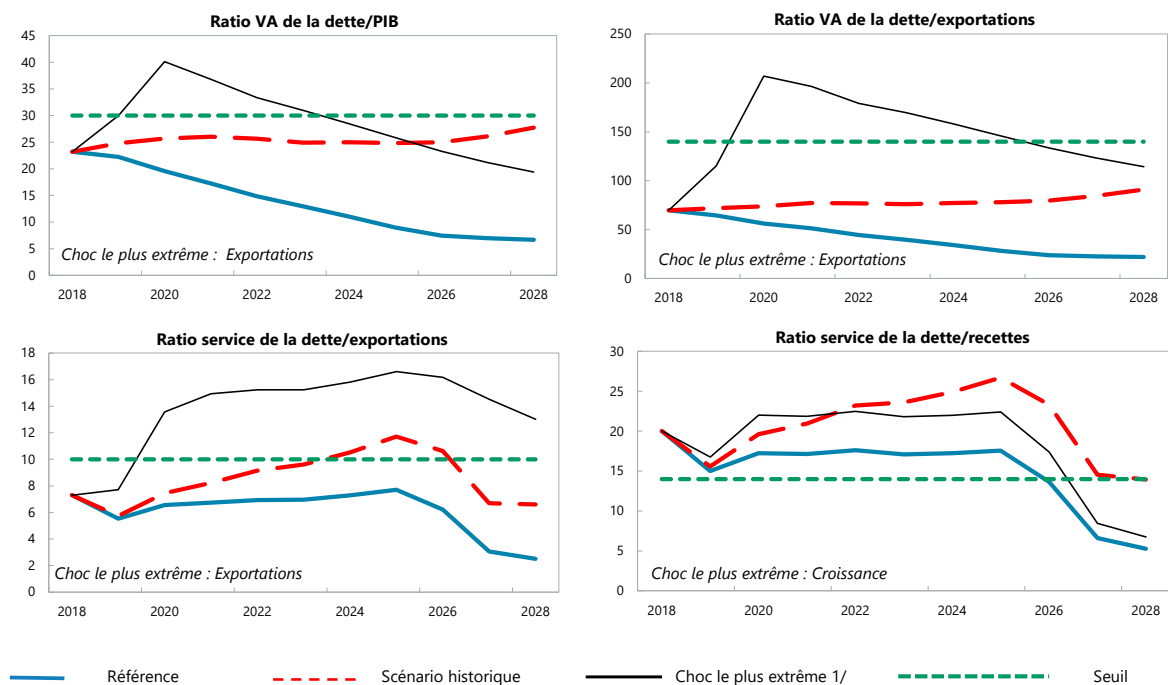 Ratio VA de la dette/PIB
45
40
35
30
25
20
15
10
5
0
Choc le plus extrême : Exportations
2018 2020 2022 2024 2026 2028
Ratio VA de la dette/exportations
250
200
150
100
50
0
Choc le plus extrême : Exportations
2018 2020 2022 2024 2026 2028
Ratio service de la dette/exportations
18
16
14
12
10
8
6
4
2
0
Choc le plus extrême : Exportations
2018 2020 2022 2024 2026 2028
Ratio service de la dette/recettes
30
25
20
15
10
5
0
Choc le plus extrême : Croissance
2018 2020 2022 2024 2026 2028
Référence Scénario historique Choc le plus extrême 1/ Seuil